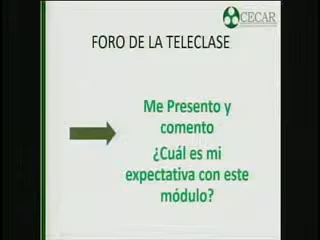 CECAR
FORO DE LA TELECLASE
Me Presento y
comento
¿Cuál es mi
expectativa con este
módulo?